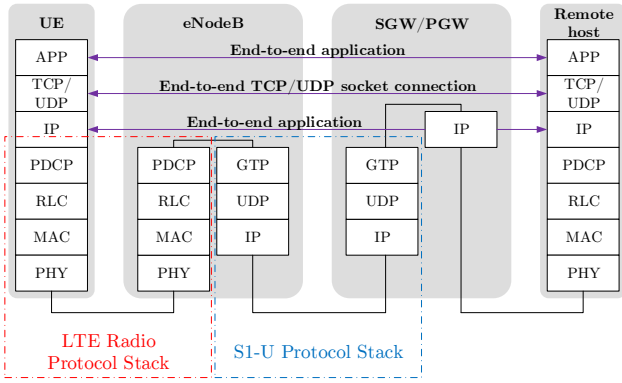 UE
eNodeB
SGW/PGW
Remote
host
APP
End-to-end application
APP
TCP/
UDP
End-to-end TCP/UDP socket connection
TCP/
UDP
IP
End-to-end application
IP
IP
PDCP
PDCP
GTP
GTP
PDCP
RLC
RLC
UDP
UDP
RLC
MAC
MAC
IP
IP
MAC
PHY
PHY
PHY
LTE Radio
Protocol Stack
S1-U Protocol Stack